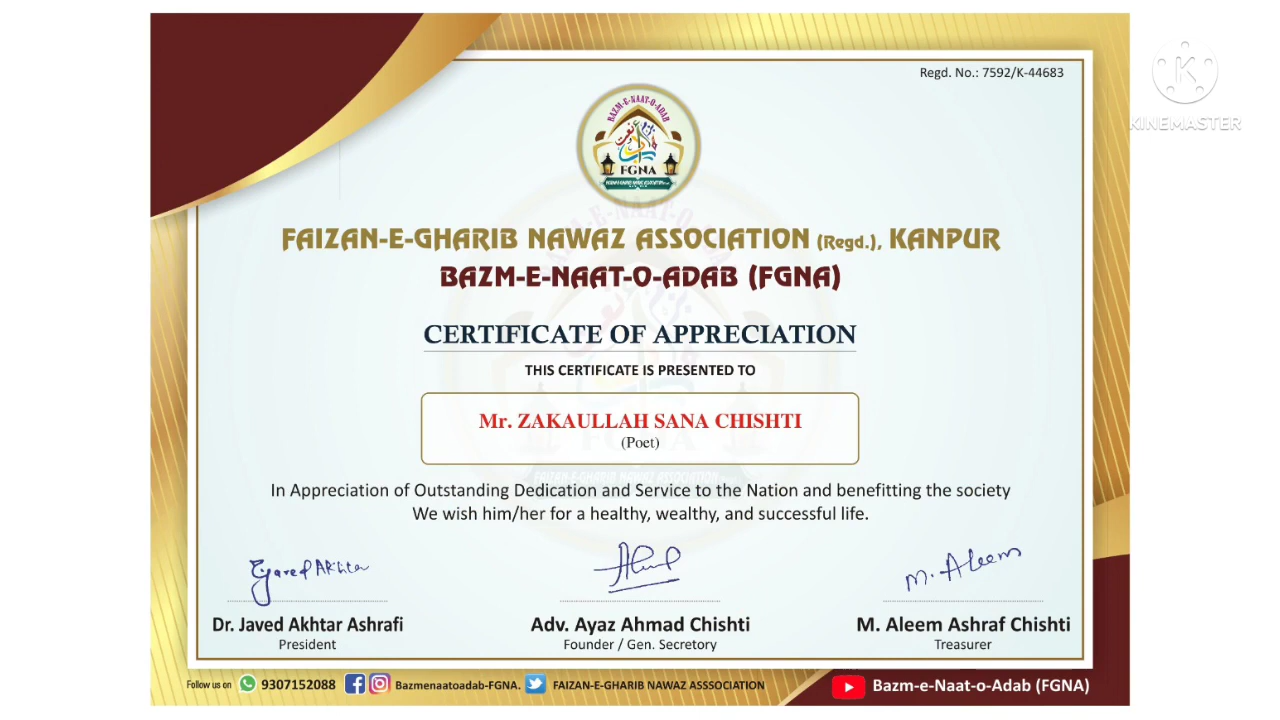 Regd. No.: 7592/K-44683
KINEMASTER
BAZM-E-NAAT-O-ADAB
FGNA
FAIZAN-E-GHARIB NAWAZ ASSOCIATION (Regd.), KANPUR
BAZM-E-NAAT-O-ADAB (FGNA)
CERTIFICATE OF APPRECIATION
THIS CERTIFICATE IS PRESENTED TO
Mr. ZAKAULLAH SANA CHISHTI
(Poet)
In Appreciation of Outstanding Dedication and Service to the Nation and benefitting the society
We wish him/her for a healthy, wealthy, and successful life.
M. Aleem
Dr. Javed Akhtar Ashrafi
President
Adv. Ayaz Ahmad Chishti
Founder / Gen. Secretory
M. Aleem Ashraf Chishti
Treasurer
Follow us on 9307152088 Bazmenaatoadab-FGNA. FAIZAN-E-GHARIB NAWAZ ASSSOCIATION Bazm-e-Naat-o-Adab (FGNA)